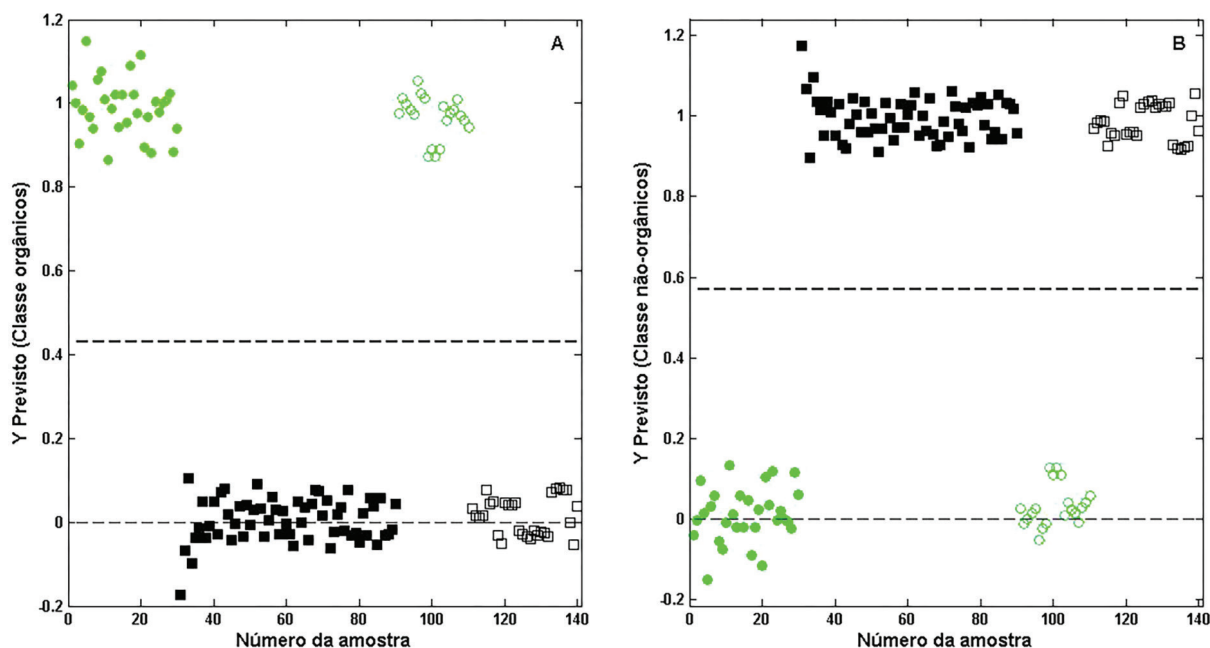 A
Y Previsto (Classe orgânicos)
1.2
1
0.8
0.6
0.4
0.2
0
-0.2
0 20 40 60 80 100 120 140
Número da amostra
B
Y Previsto (Classe não-orgânicos)
1.2
1
0.8
0.6
0.4
0.2
0
-0.2
0 20 40 60 80 100 120 140
Número da amostra